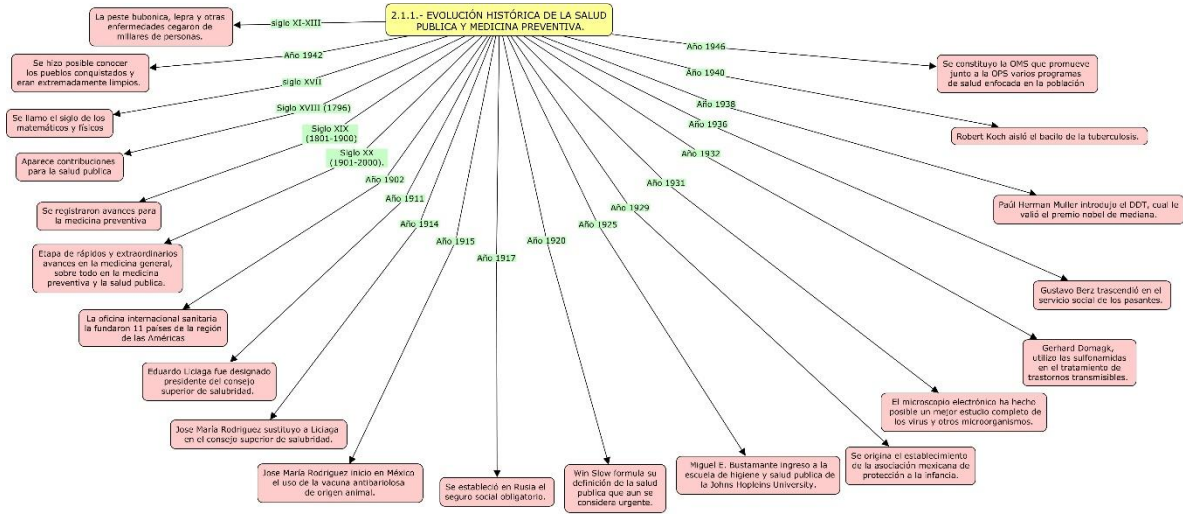 2.1.1.- EVOLUCIÓN HISTÓRICA DE LA SALUD
PUBLICA Y MEDICINA PREVENTIVA.
siglo XI-XIII
La peste bubonica, lepra y otras
enfermedades cegaron de
millares de personas.
Año 1942
Se hizo posible conocer
los pueblos conquistados y
eran extremadamente limpios.
siglo XVII
Se llamo el siglo de los
matemáticos y físicos
Siglo XVIII (1796)
Aparece contribuciones
para la salud publica
Siglo XIX
(1801-1900)
Se registraron avances para
la medicina preventiva
Siglo XX
(1901-2000).
Etapa de rápidos y extraordinarios
avances en la medicina general,
sobre todo en la medicina
preventiva y la salud publica.
Año 1902
La oficina internacional sanitaria
la fundaron 11 países de la región
de las Américas
Año 1911
Eduardo Liciaga fue designado
presidente del consejo
superior de salubridad.
Año 1914
Jose María Rodriguez sustituyo a Liciaga
en el consejo superior de salubridad.
Año 1915
Jose María Rodriguez inicio en México
el uso de la vacuna antibariolosa
de origen animal.
Año 1917
Se estableció en Rusia el
seguro social obligatorio.
Año 1920
Win Slow formula su
definición de la salud
publica que aun se
considera urgente.
Año 1925
Miguel E. Bustamante ingreso a la
escuela de higiene y salud publica de
la Johns Hopleins University.
Año 1929
Se origina el establecimiento
de la asociación mexicana de
protección a la infancia.
Año 1931
El microscopio electrónico ha hecho
posible un mejor estudio completo de
los virus y otros microorganismos.
Año 1932
Gerhard Domagk,
utilizo las sulfonamidas
en el tratamiento de
trastornos transmisibles.
Año 1936
Gustavo Berz trascendió en el
servicio social de los pasantes.
Año 1938
Paúl Herman Muller introdujo el DDT, cual le
valió el premio nobel de mediana.
Año 1940
Robert Koch aisló el bacilo de la tuberculosis.
Año 1946
Se constituyo la OMS que promueve
junto a la OPS varios programas
de salud enfocada en la población